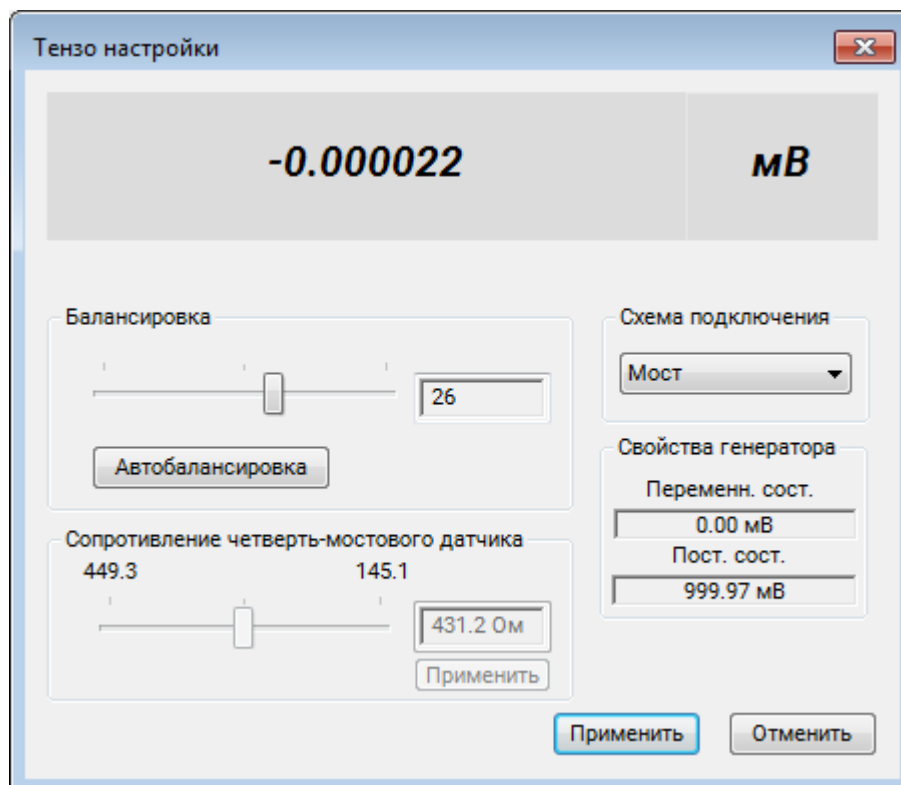 Тензо настройки
-0.000022 мВ
Балансировка
26
Автобалансировка
Схема подключения
Мост
Свойства генератора
Переменн. сост.
0.00 мВ
Пост. сост.
999.97 мВ
Сопротивление четверть-мостового датчика
449.3 145.1
431.2 Ом
Применить
Применить Отменить